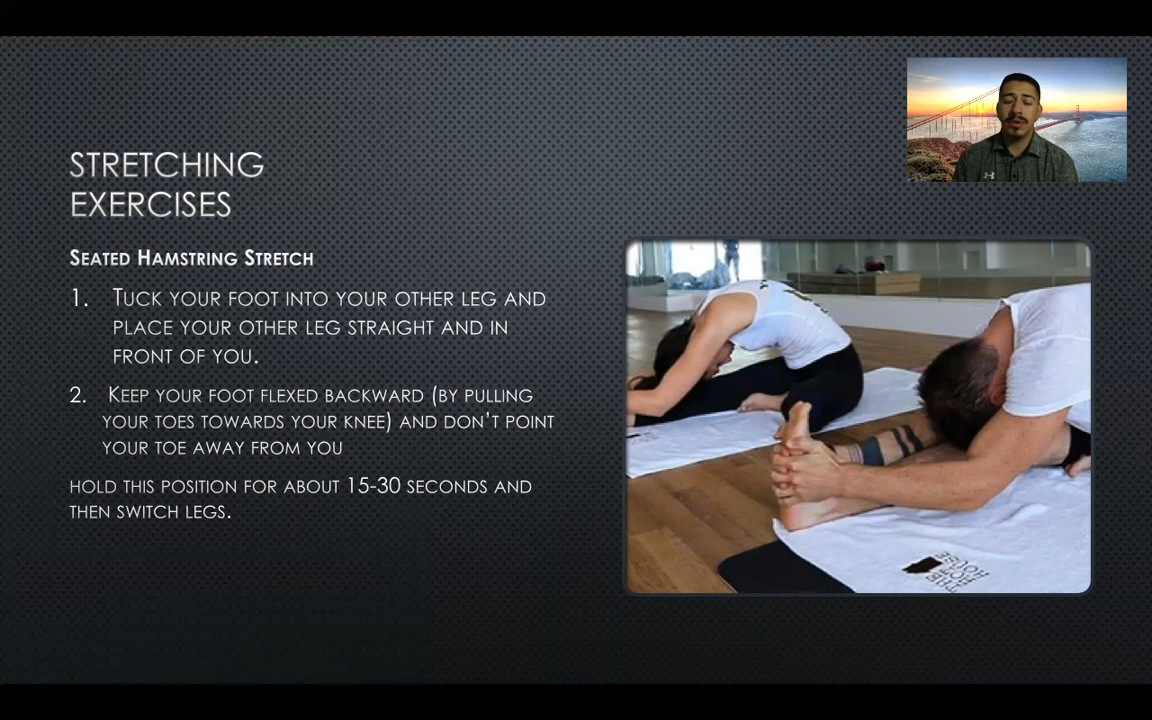 STRETCHING
EXERCISES
SEATED HAMSTRING STRETCH
1. TUCK YOUR FOOT INTO YOUR OTHER LEG AND
PLACE YOUR OTHER LEG STRAIGHT AND IN
FRONT OF YOU.
2. KEEP YOUR FOOT FLEXED BACKWARD (BY PULLING
YOUR TOES TOWARDS YOUR KNEE) AND DON'T POINT
YOUR TOE AWAY FROM YOU
HOLD THIS POSITION FOR ABOUT 15-30 SECONDS AND
THEN SWITCH LEGS.
THE
HOT
HOUSE